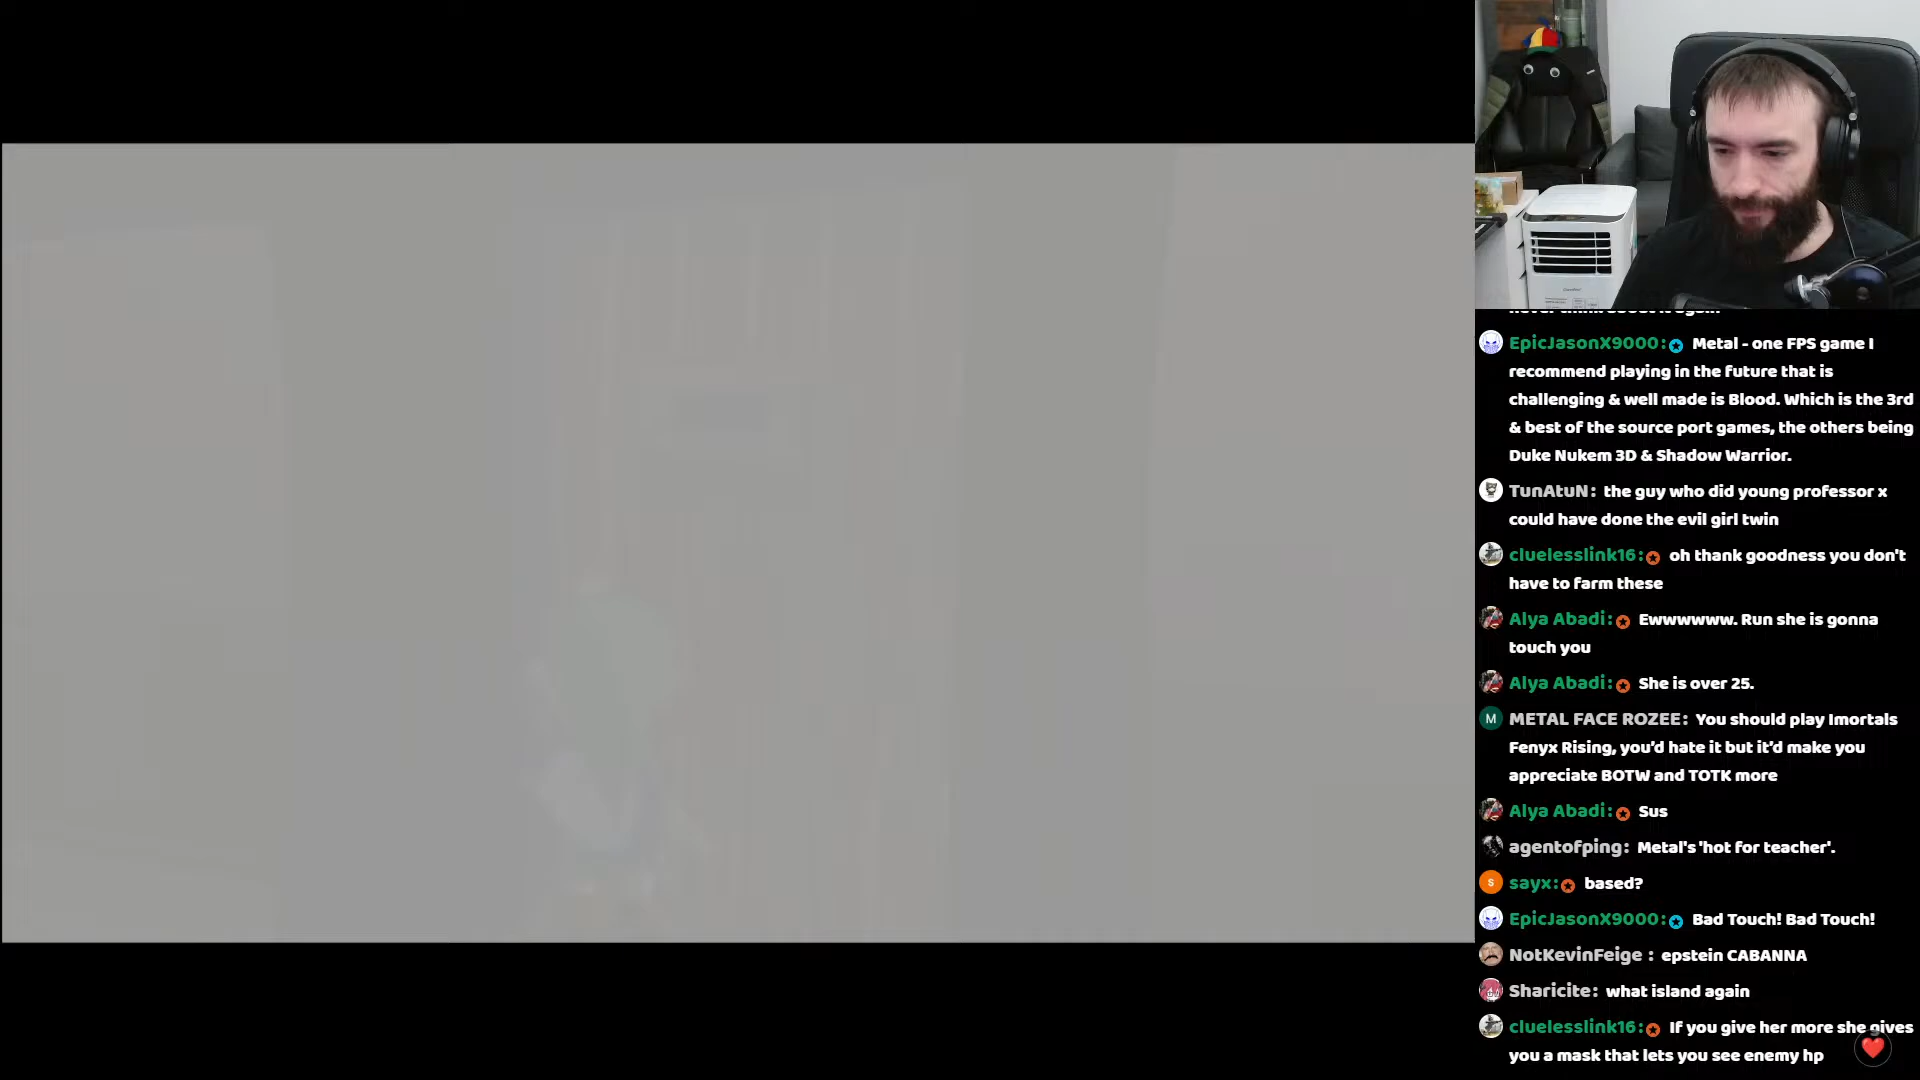 EpicJasonX9000: Metal - one FPS game I
recommend playing in the future that is
challenging & well made is Blood. Which is the 3rd
& best of the source port games, the others being
Duke Nukem 3D & Shadow Warrior.
TunAtuN: the guy who did young professor x
could have done the evil girl twin
cluelesslink16: oh thank goodness you don't
have to farm these
Alya Abadi: Ewwwwww. Run she is gonna
touch you
Alya Abadi: She is over 25.
M METAL FACE ROZEE: You should play Imortals
Fenyx Rising, you'd hate it but it'd make you
appreciate BOTW and TOTK more
Alya Abadi: Sus
agentofping: Metal's 'hot for teacher'.
S sayx: based?
EpicJasonX9000: Bad Touch! Bad Touch!
NotKevinFeige : epstein CABANNA
Sharicite: what island again
cluelesslink16: If you give her more she gives
you a mask that lets you see enemy hp